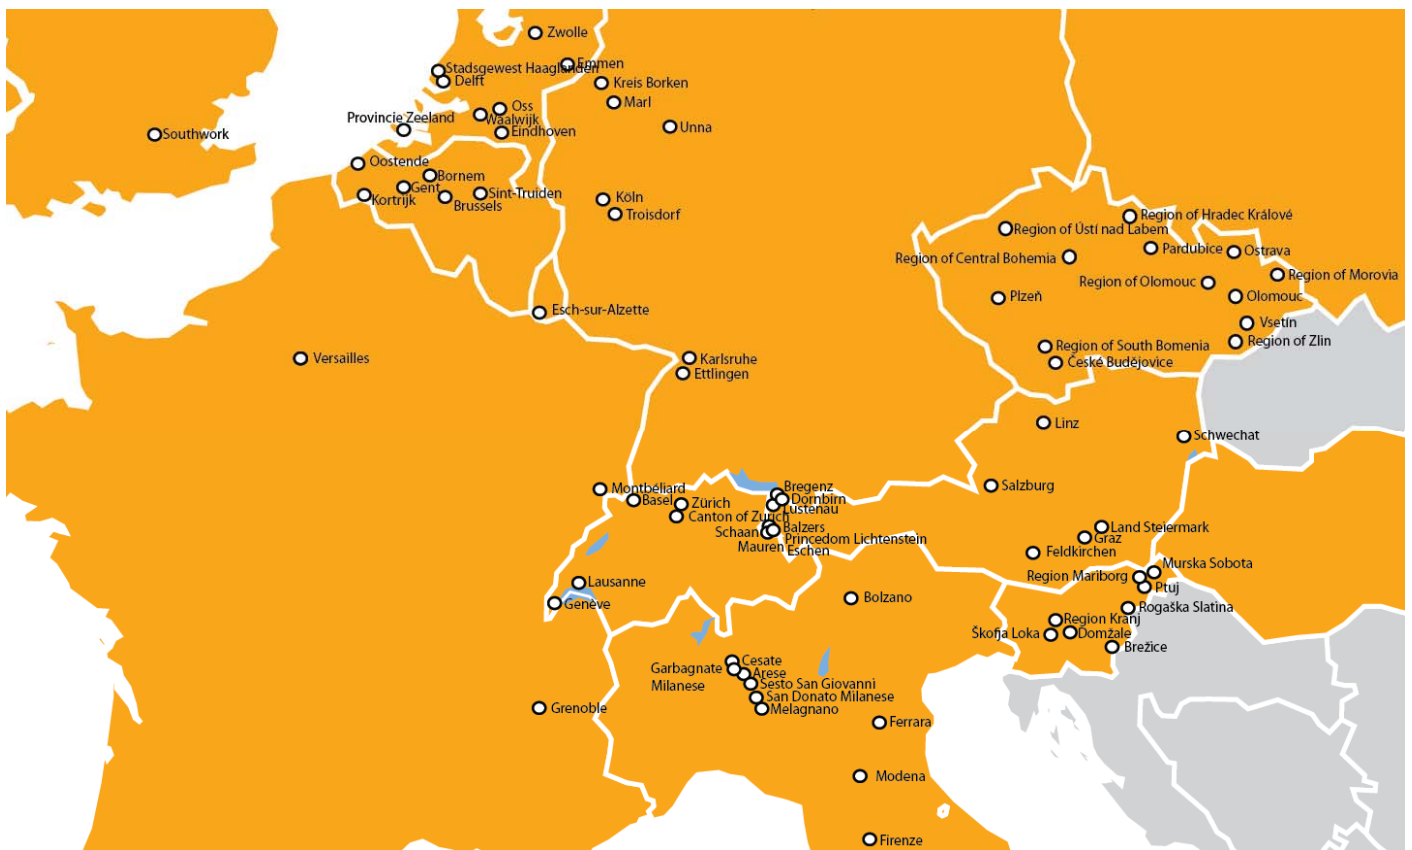 Zwolle
Emmen
Stadsgewest Haaglanden
Delft
Kreis Borken
Marl
Oss
Waalwijk
Provincie Zeeland
Eindhoven
Unna
Southwork
Oostende
Bornem
Gent
Kortrijk
Brussels
Sint-Truiden
Köln
Troisdorf
Region of Hradec Králové
Region of Ústí nad Labem
Pardubice
Ostrava
Region of Central Bohemia
Region of Morovia
Region of Olomouc
Plzeň
Olomouc
Esch-sur-Alzette
Vsetín
Region of Zlin
Region of South Bomenia
České Budějovice
Versailles
Karlsruhe
Ettlingen
Linz
Schwechat
Salzburg
Montbéliard
Basel
Zürich
Canton of Zurich
Bregenz
Dornbirn
Lustenau
Schaan
Balzers
Princedom Lichtenstein
Mauren
Eschen
Land Steiermark
Graz
Feldkirchen
Murska Sobota
Region Mariborg
Ptuj
Lausanne
Genève
Bolzano
Rogaška Slatina
Region Kranj
Škofja Loka
Domžale
Brežice
Cesate
Garbagnate
Milanese
Arese
Sesto San Giovanni
San Donato Milanese
Melagnano
Grenoble
Ferrara
Modena
Firenze